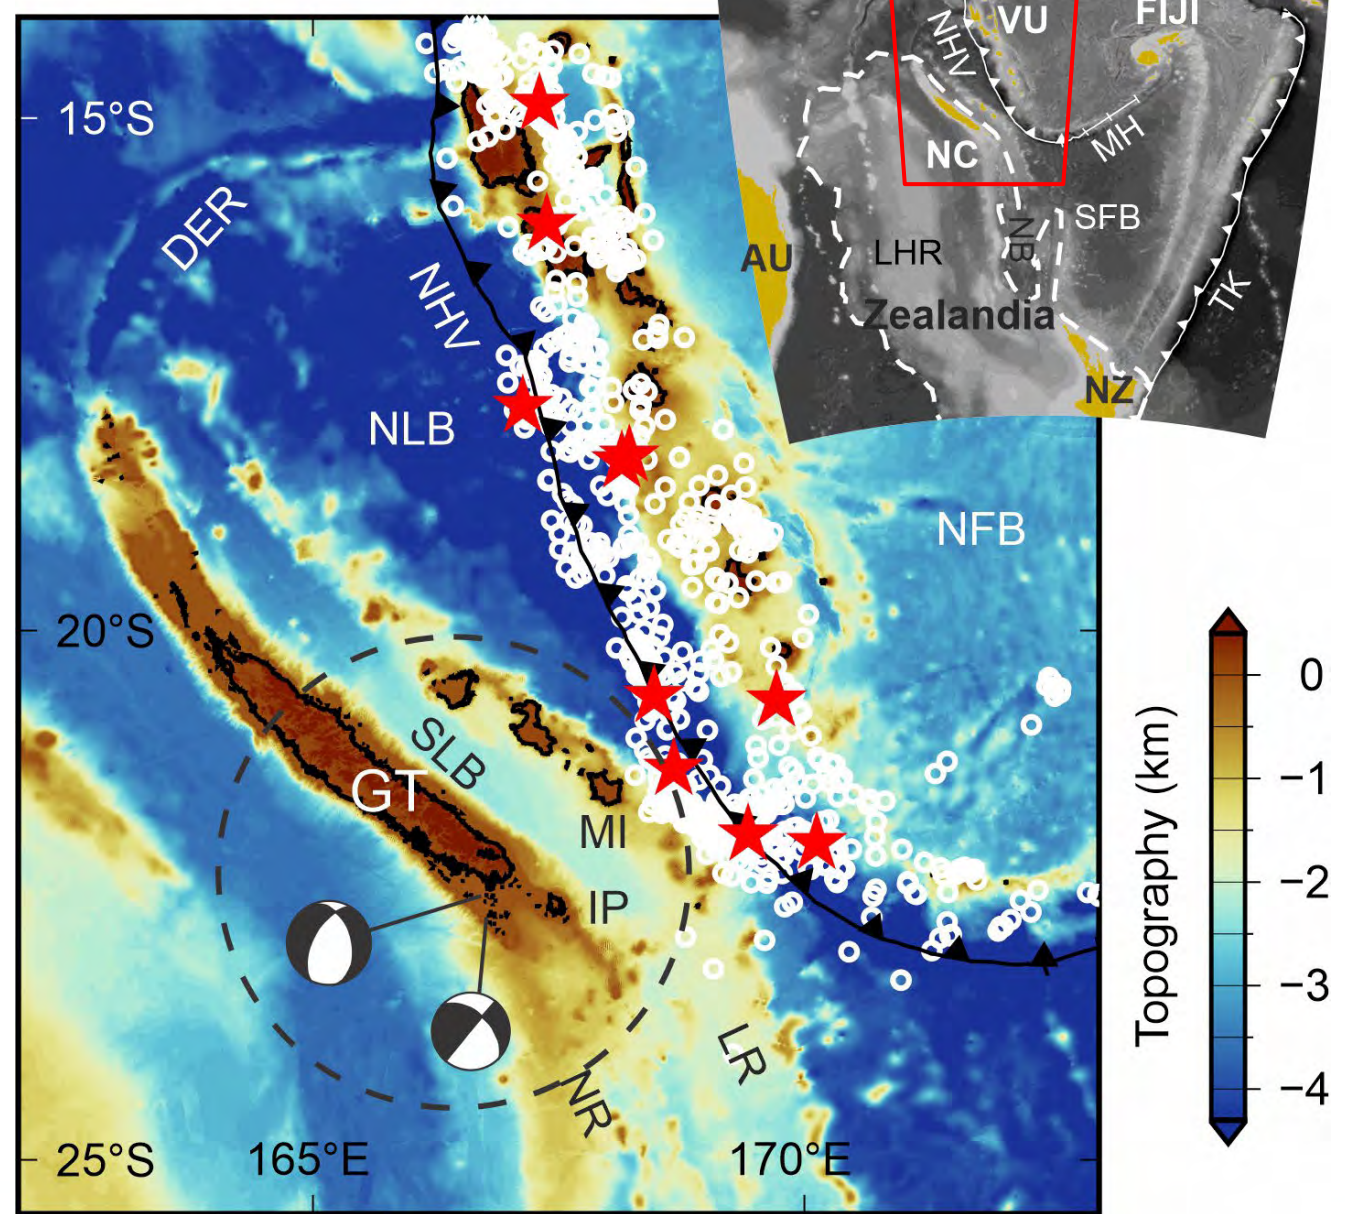 VU
FIJI
NHV
15°S
MH
NC
DER
SFB
NB
LHR
AU
NHV
TK
Zealandia
NZ
NLB
NFB
20°S
0
SLB
−1
GT
MI
−2
IP
−3
LR
−4
NR
25°S
165°E
170°E
Topography (km)